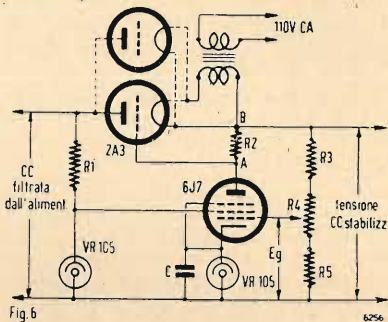 110V CA
B
2A3
R2
A
R1
R3
CC
filtrata
dall'aliment.
6J7
R4
tensione
CC stabilizz.
Eg
VR 105
C
VR 105
R5
Fig. 6
6256